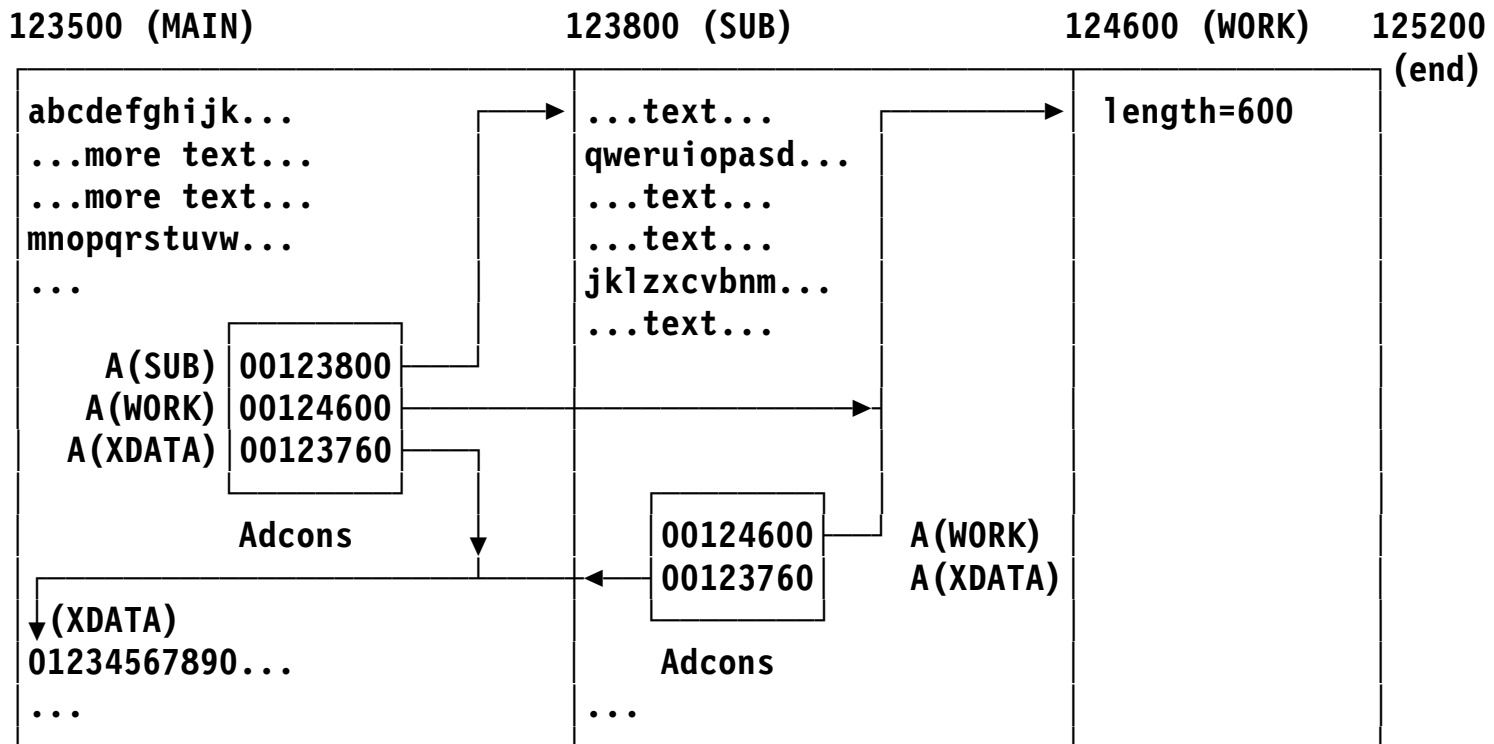 123500 (MAIN) 123800 (SUB) 124600 (WORK) 125200
(end)
abcdefghijk... ...text... length=600
...more text... qweruiopasd...
...more text... ...text...
mnopqrstuvw... ...text...
... jklzxcvbnm...
...text...
A(SUB) 00123800
A(WORK) 00124600
A(XDATA) 00123760
Adcons 00124600 A(WORK)
00123760 A(XDATA)
(XDATA)
01234567890... Adcons
... ...